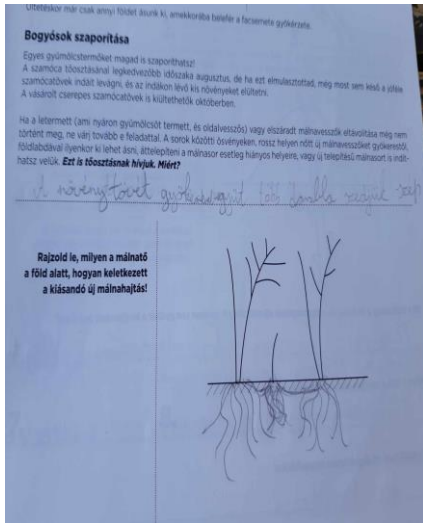 Ültetéskor már csak annyi földet ásunk ki, amekkorába belefér a facsemete gyökérzete.
Bogyósok szaporítása
Egyes gyümölcstermőket magad is szaporíthatsz!
A szamóca tőosztásánál legkedvezőbb időszaka augusztus, de ha ezt elmulasztottad, még most sem késő a jóféle
szamócatövek indáit levágni, és az indákon lévő kis növényeket elültetni.
A vásárolt cserepes szamócatövek is kiültethetők októberben.
Ha a letermett (ami nyáron gyümölcsöt termett, és oldalvesszős) vagy elszáradt málnavesszők eltávolítása még nem
történt meg, ne várj tovább e feladattal. A sorok közötti ösvényeken, rossz helyen nőtt új málnavesszőket gyökerestől,
földlabdával ilyenkor ki lehet ásni, áttelepíteni a málnasor esetleg hiányos helyeire, vagy új telepítésű málnasort is indít-
hatsz velük. Ezt is tőosztásnak hívjuk. Miért?
A növénytövet több darabba
Rajzold le, milyen a málnató
a föld alatt, hogyan keletkezett
a kiásandó új málnahajtás!